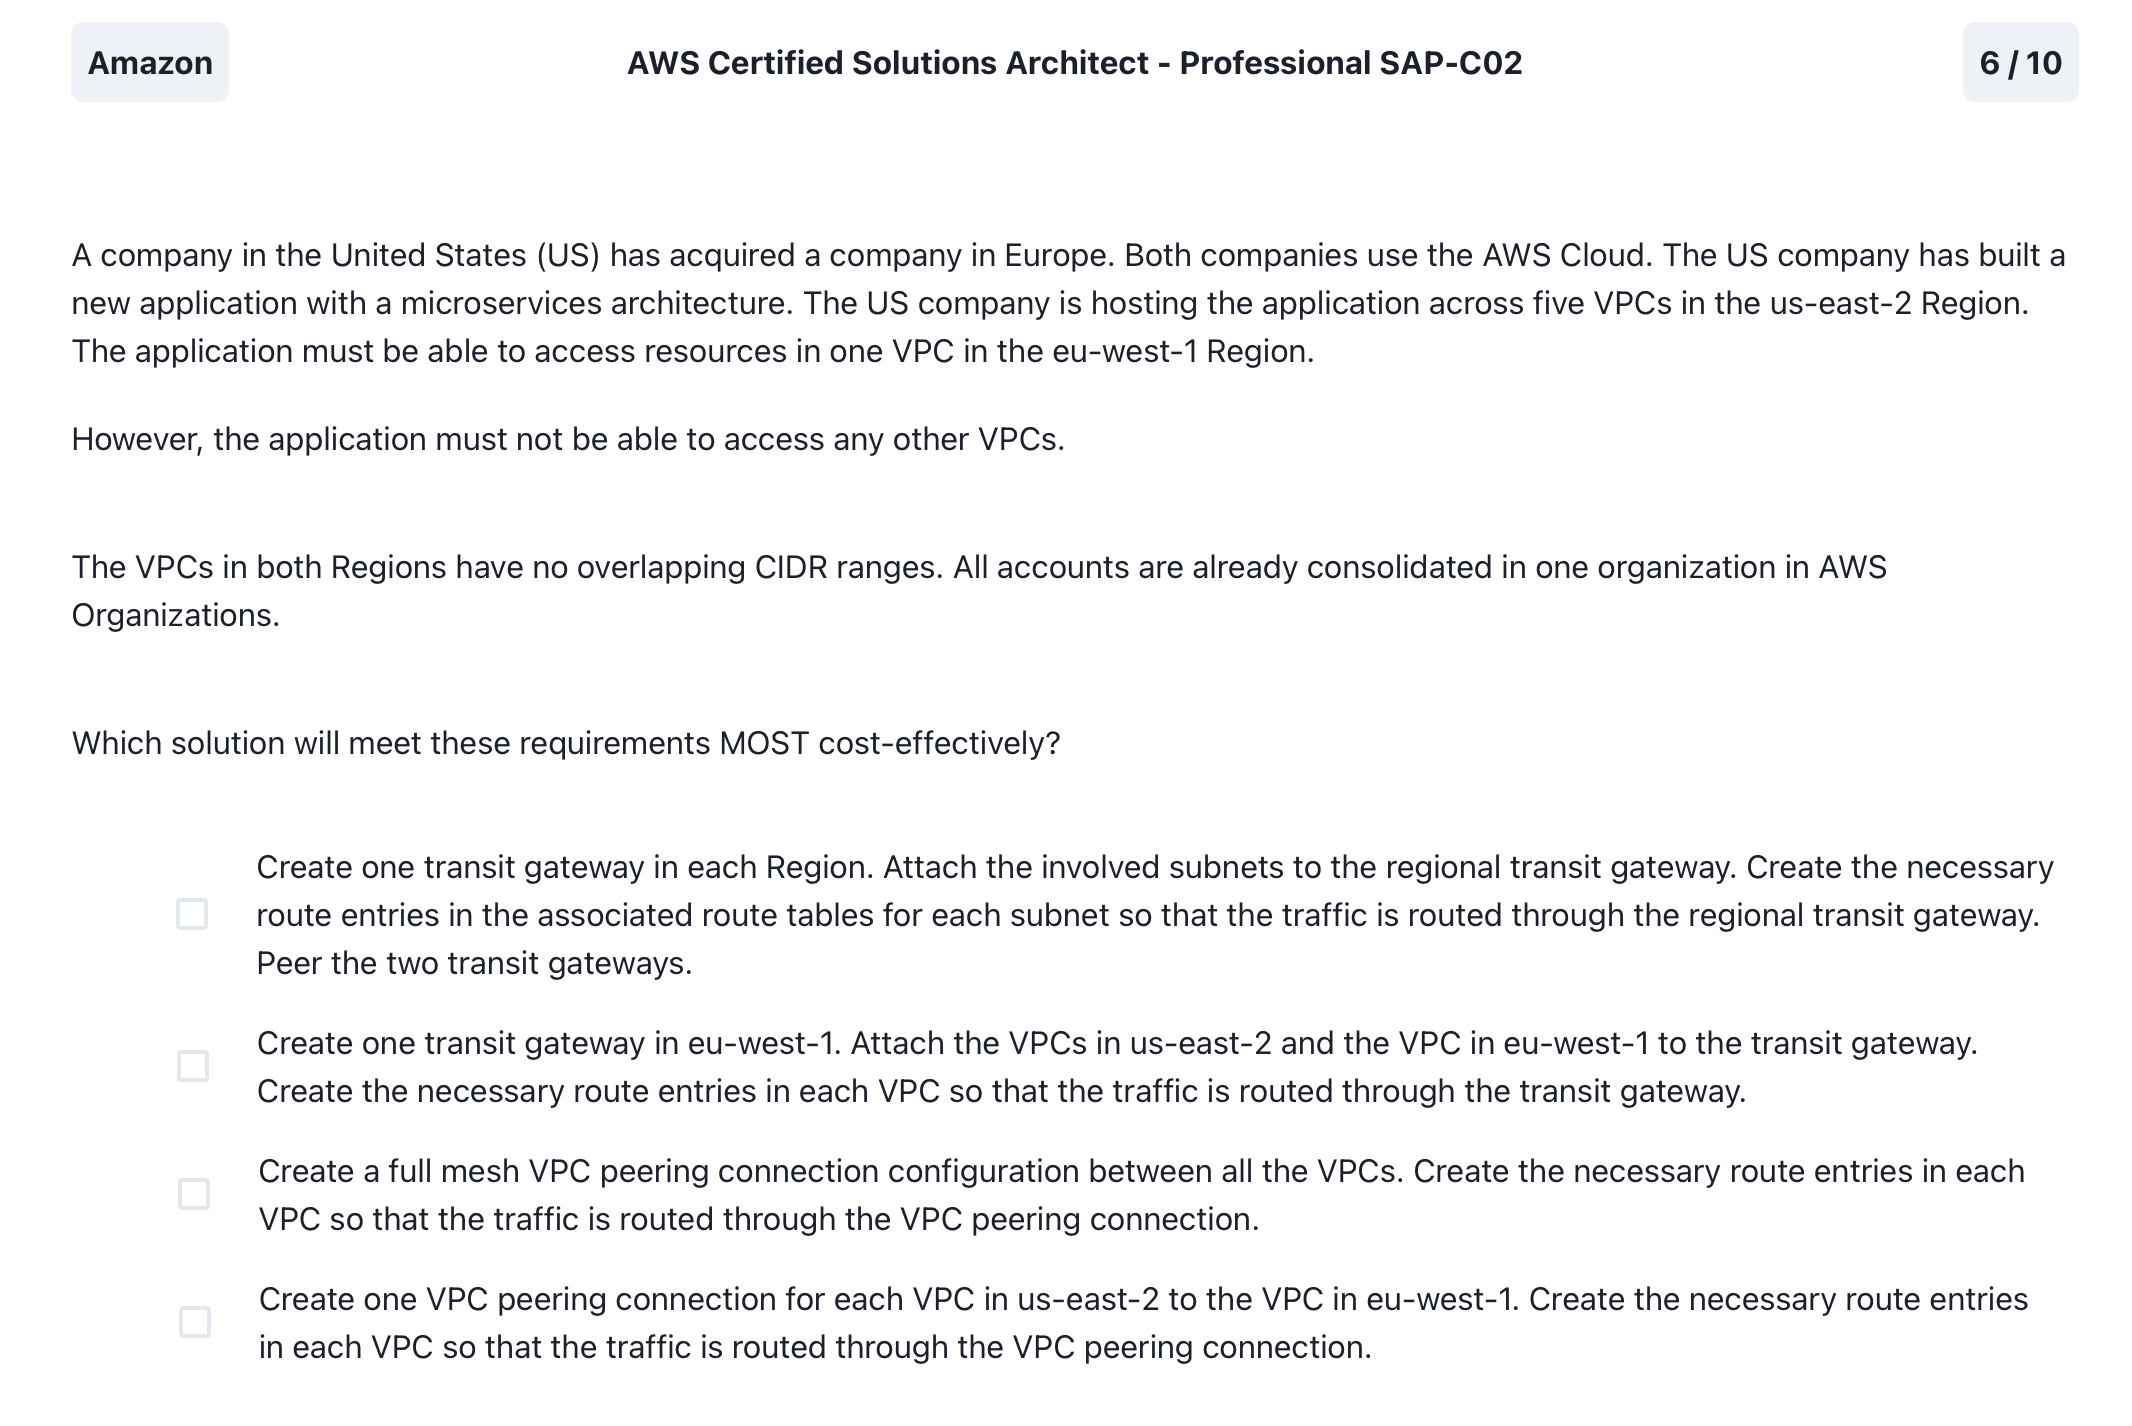 Amazon
AWS Certified Solutions Architect - Professional SAP-C02
6 / 10
A company in the United States (US) has acquired a company in Europe. Both companies use the AWS Cloud. The US company has built a
new application with a microservices architecture. The US company is hosting the application across five VPCs in the us-east-2 Region.
The application must be able to access resources in one VPC in the eu-west-1 Region.
However, the application must not be able to access any other VPCs.
The VPCs in both Regions have no overlapping CIDR ranges. All accounts are already consolidated in one organization in AWS
Organizations.
Which solution will meet these requirements MOST cost-effectively?
Create one transit gateway in each Region. Attach the involved subnets to the regional transit gateway. Create the necessary
route entries in the associated route tables for each subnet so that the traffic is routed through the regional transit gateway.
Peer the two transit gateways.
Create one transit gateway in eu-west-1. Attach the VPCs in us-east-2 and the VPC in eu-west-1 to the transit gateway.
Create the necessary route entries in each VPC so that the traffic is routed through the transit gateway.
Create a full mesh VPC peering connection configuration between all the VPCs. Create the necessary route entries in each
VPC so that the traffic is routed through the VPC peering connection.
Create one VPC peering connection for each VPC in us-east-2 to the VPC in eu-west-1. Create the necessary route entries
in each VPC so that the traffic is routed through the VPC peering connection.